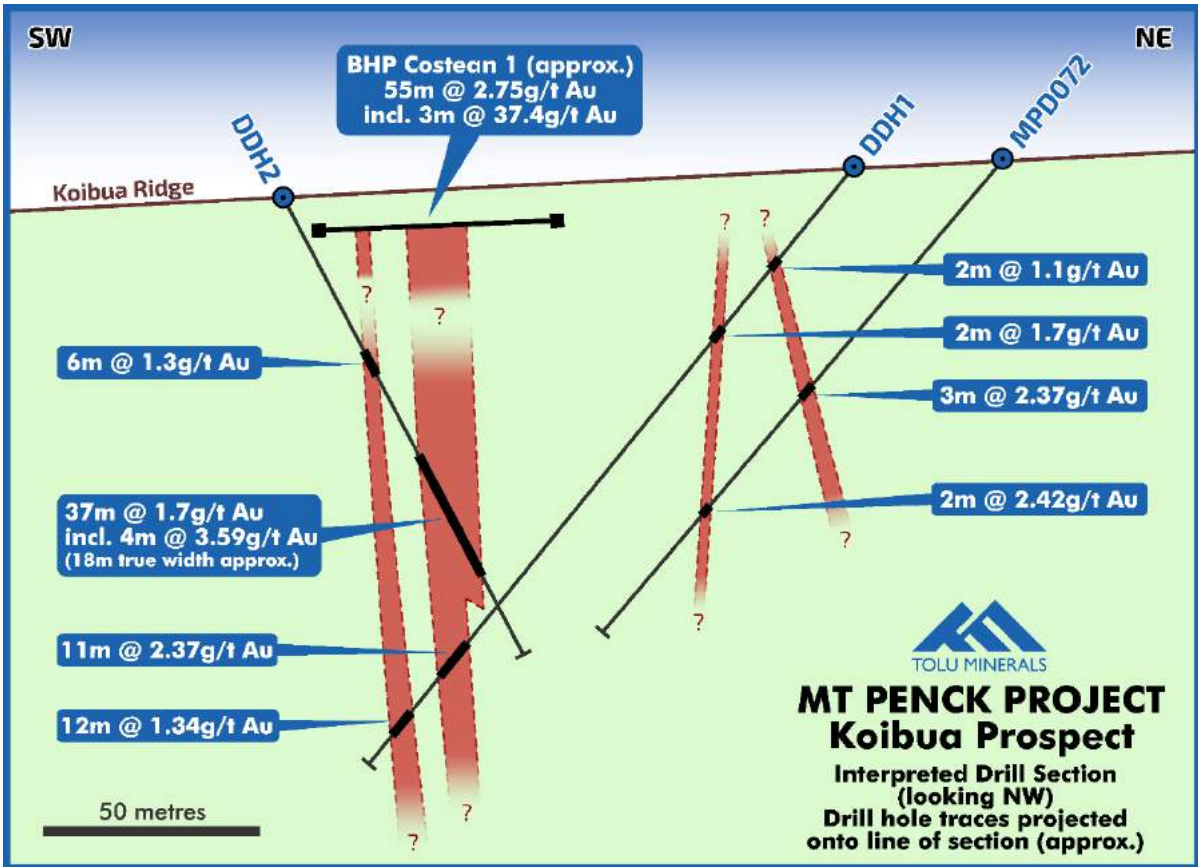 SW
NE
BHP Costean 1 (approx.)
55m @ 2.75g/t Au
incl. 3m @ 37.4g/t Au
DDH2
DDH1
MPD072
Koibua Ridge
?
?
?
?
2m @ 1.1g/t Au
2m @ 1.7g/t Au
6m @ 1.3g/t Au
3m @ 2.37g/t Au
37m @ 1.7g/t Au
incl. 4m @ 3.59g/t Au
(18m true width approx.)
2m @ 2.42g/t Au
?
?
11m @ 2.37g/t Au
12m @ 1.34g/t Au
?
?
TOLU MINERALS
MT PENCK PROJECT
Koibua Prospect
Interpreted Drill Section
(looking NW)
Drill hole traces projected
onto line of section (approx.)
50 metres